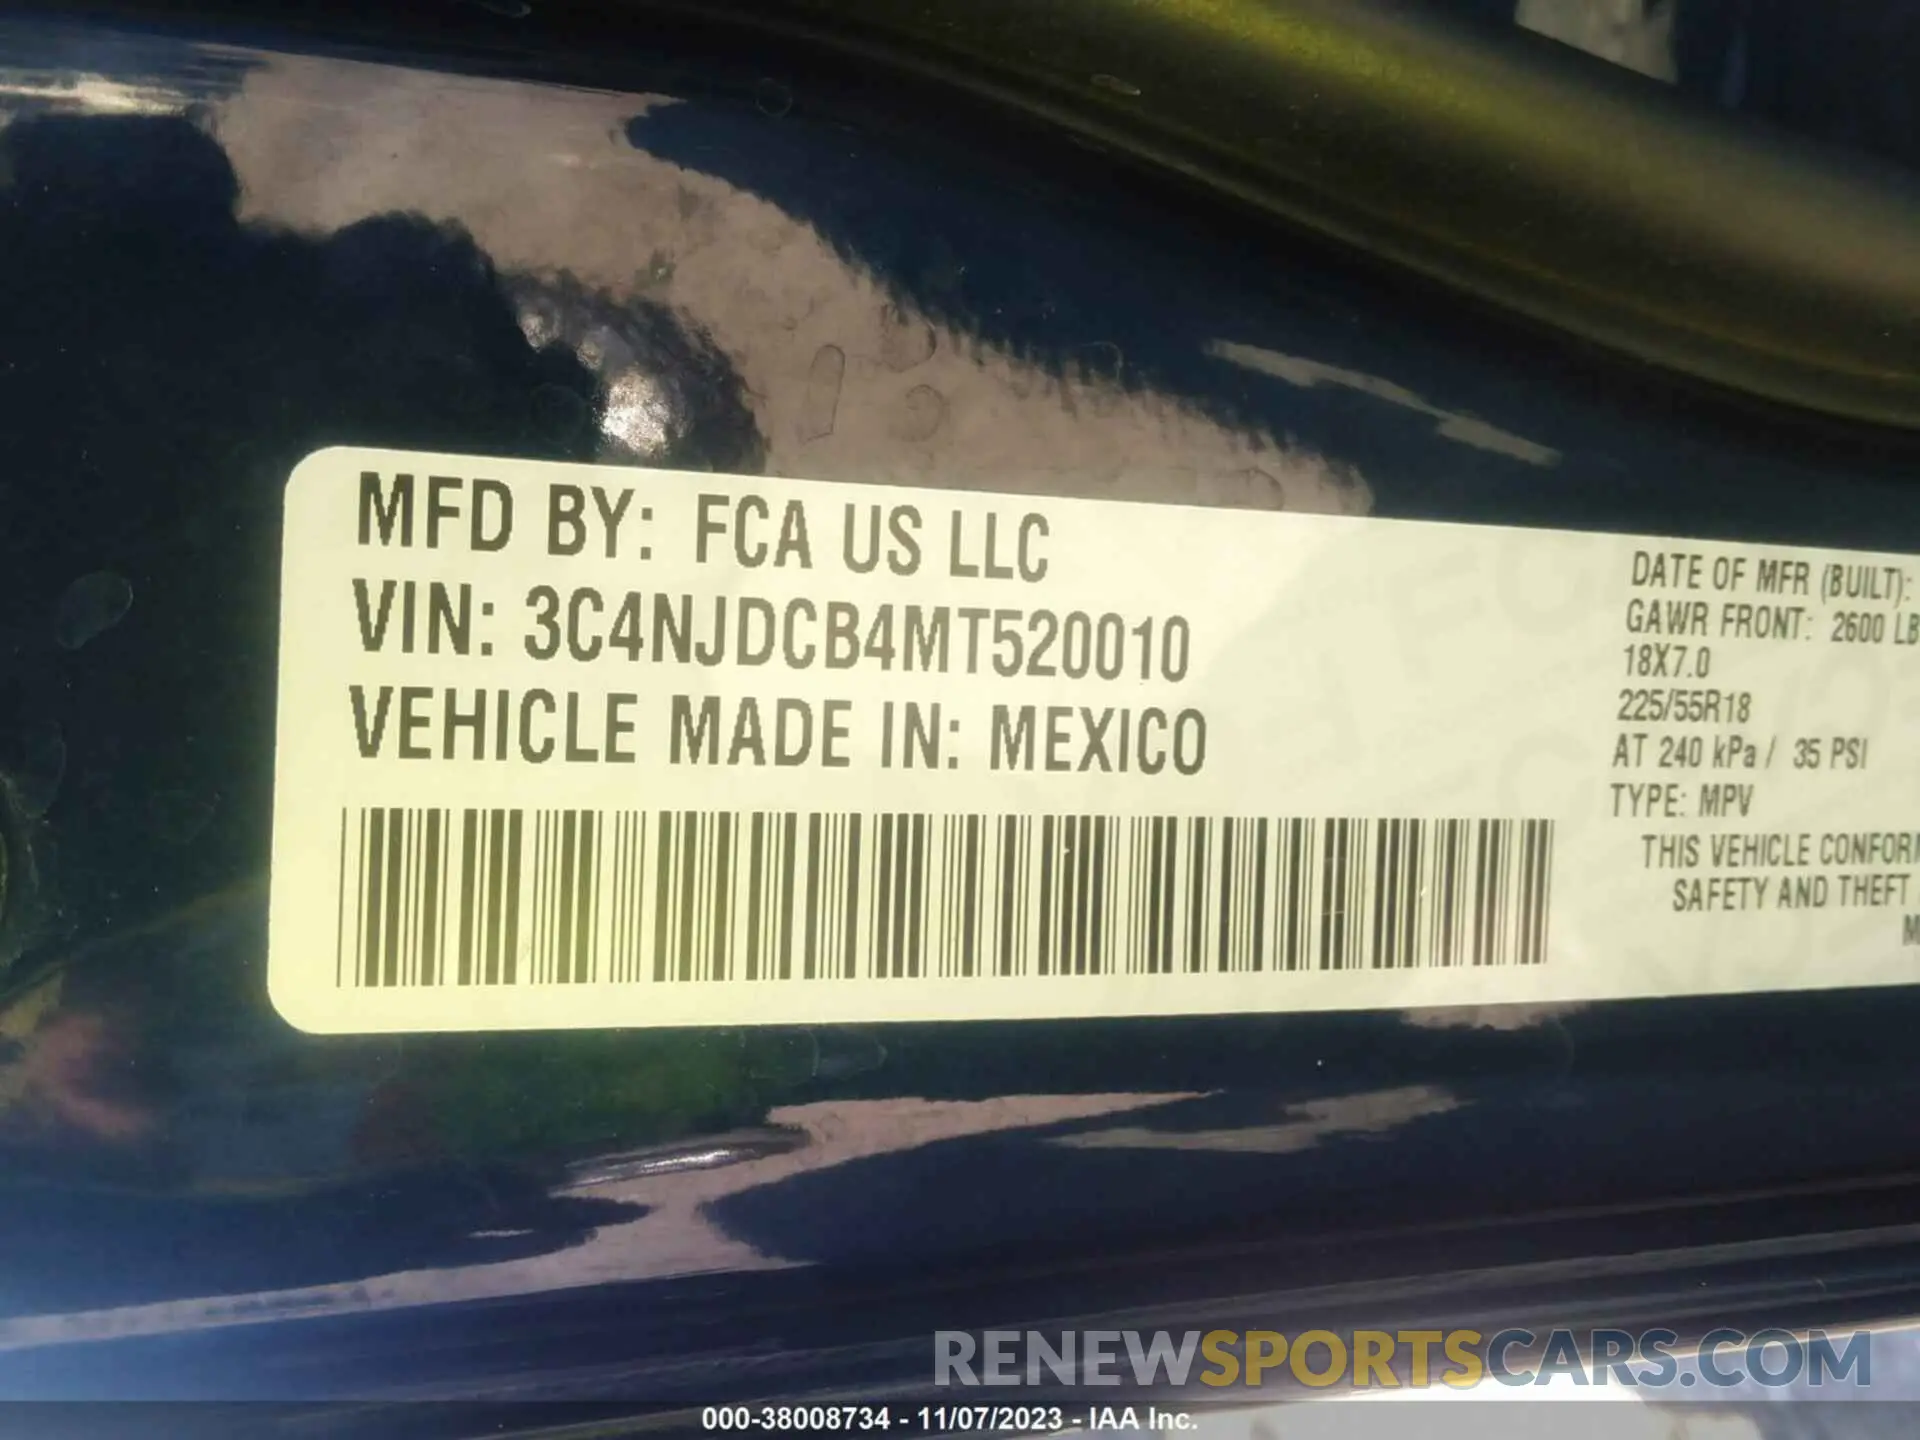 MFD BY: FCA US LLC
VIN: 3C4NJDCB4MT520010
VEHICLE MADE IN: MEXICO
DATE OF MFR (BUILT):
GAWR FRONT: 2600 LB
18X7.0
225/55R18
AT 240 kPa / 35 PSI
TYPE: MPV
THIS VEHICLE
SAFETY AND THEFT
RENEWSPORTSCARS.COM
000-38008734 - 11/07/2023 - IAA Inc.